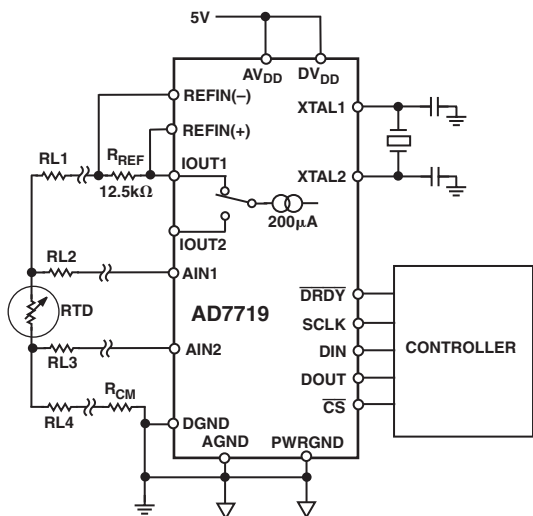 5V
AVDD
DVDD
REFIN(–)
XTAL1
REFIN(+)
RL1
RREF
IOUT1
12.5kΩ
XTAL2
200µA
IOUT2
RL2
AIN1
DRDY
RTD
AD7719
SCLK
CONTROLLER
DIN
RL3
AIN2
DOUT
RCM
CS
RL4
DGND
AGND
PWRGND